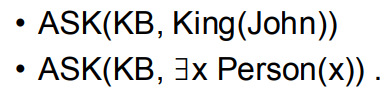 • ASK(KB, King(John))
• ASK(KB, ∃x Person(x)) .